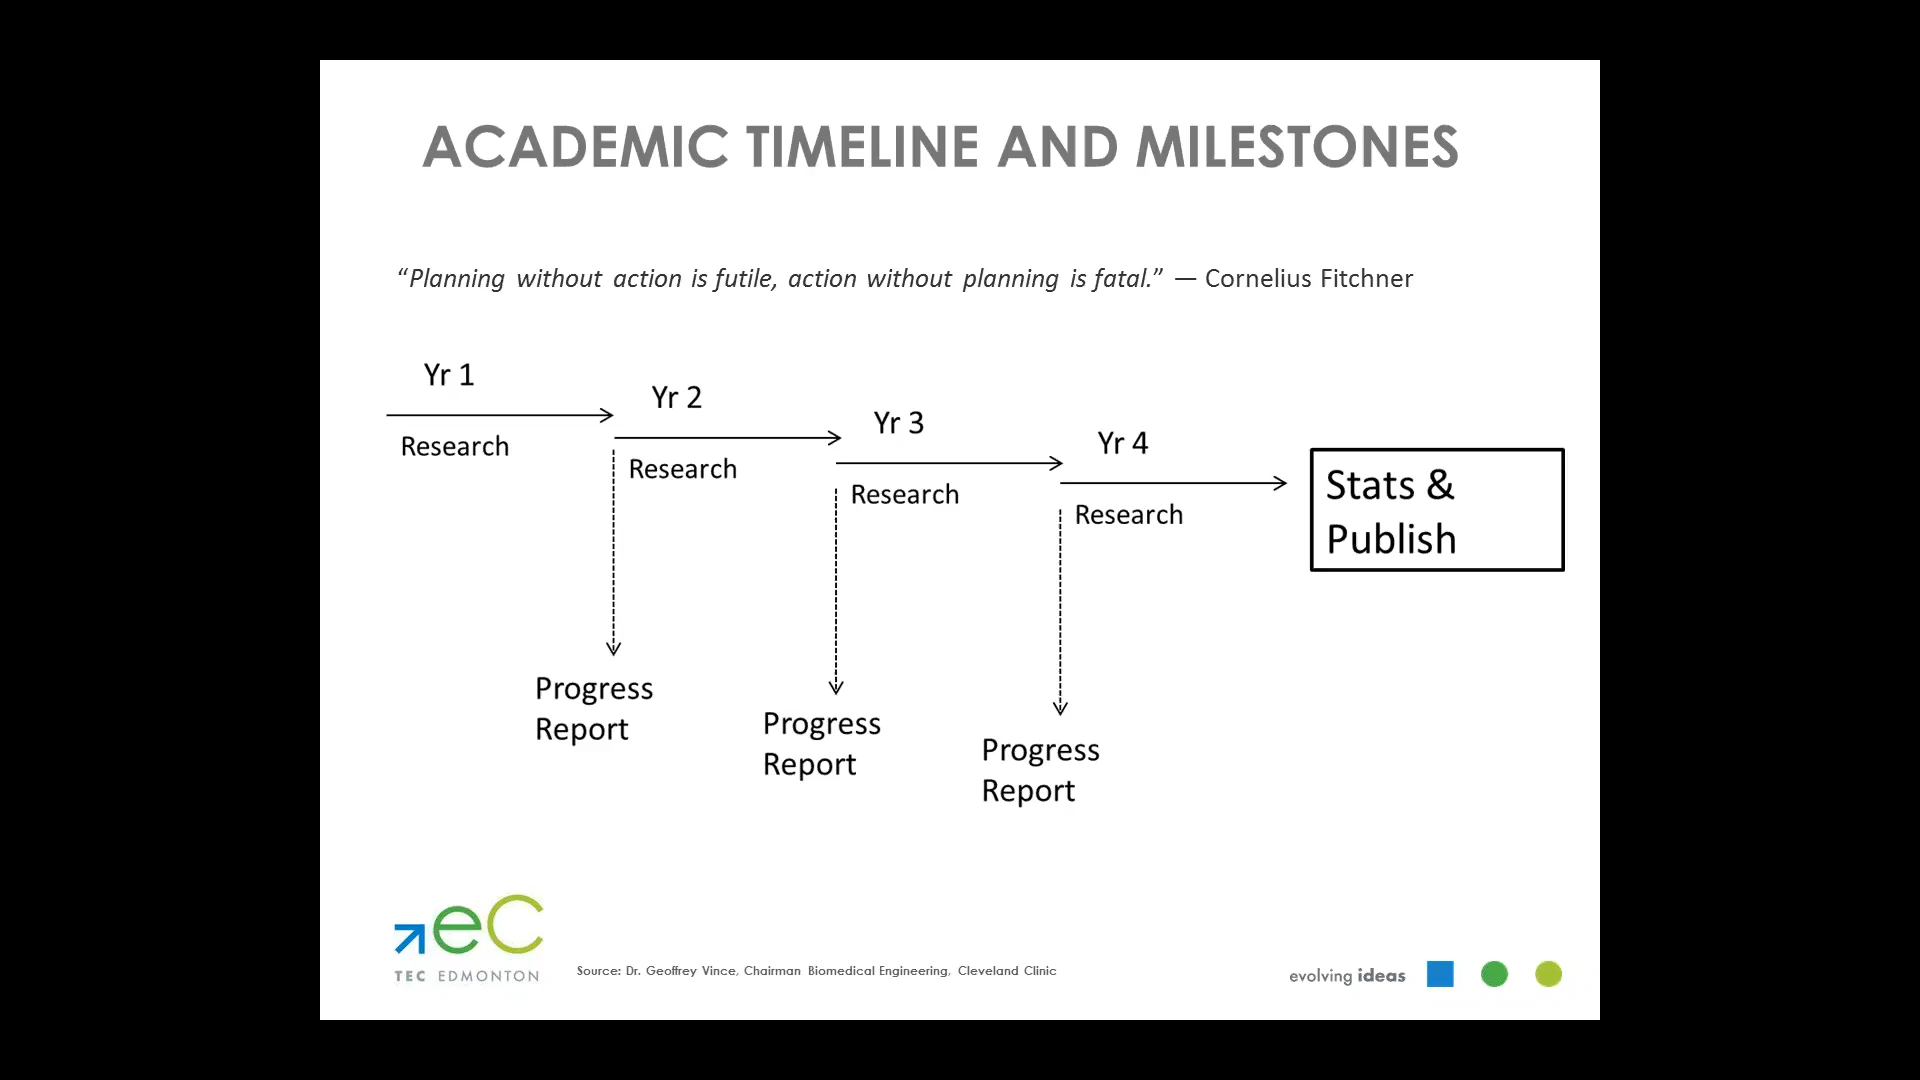 ACADEMIC TIMELINE AND MILESTONES
“Planning without action is futile, action without planning is fatal.” — Cornelius Fitchner
Yr 1
Research
Yr 2
Research
Yr 3
Research
Yr 4
Research
Stats &
Publish
Progress
Report
Progress
Report
Progress
Report
eC
TEC EDMONTON
Source: Dr. Geoffrey Vince, Chairman Biomedical Engineering, Cleveland Clinic
evolving ideas